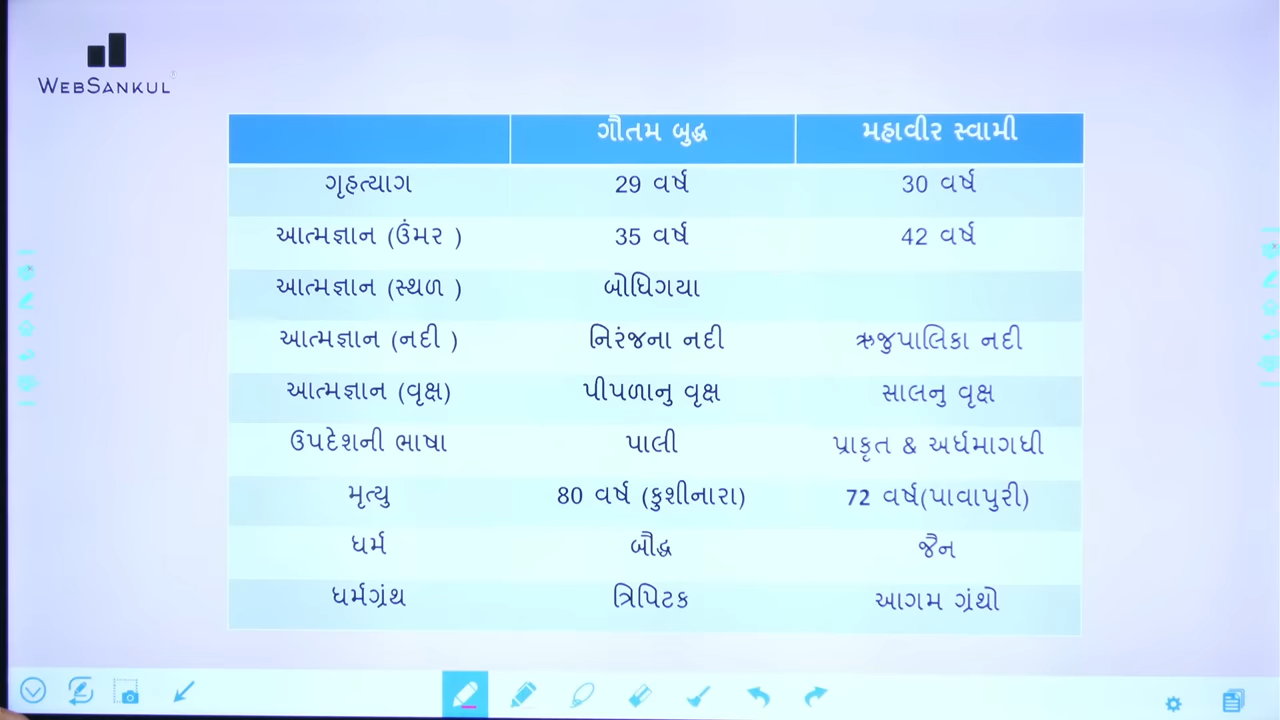 WEBSANKUL
ગૌતમ બુદ્ધ મહાવીર સ્વામી
ગૃહત્યાગ 29 વર્ષ 30 વર્ષ
આત્મજ્ઞાન (ઉંમર ) 35 વર્ષ 42 વર્ષ
આત્મજ્ઞાન (સ્થળ ) બોધિગયા
આત્મજ્ઞાન (નદી ) નિરંજના નદી ઋજુપાલિકા નદી
આત્મજ્ઞાન (વૃક્ષ) પીપળાનુ વૃક્ષ સાલનુ વૃક્ષ
ઉપદેશની ભાષા પાલી પ્રાકૃત & અર્ધમાગધી
મૃત્યુ 80 વર્ષ (કુશીનારા) 72 વર્ષ(પાવાપુરી)
ધર્મ બૌદ્ધ જૈન
ધર્મગ્રંથ ત્રિપિટક આગમ ગ્રંથો